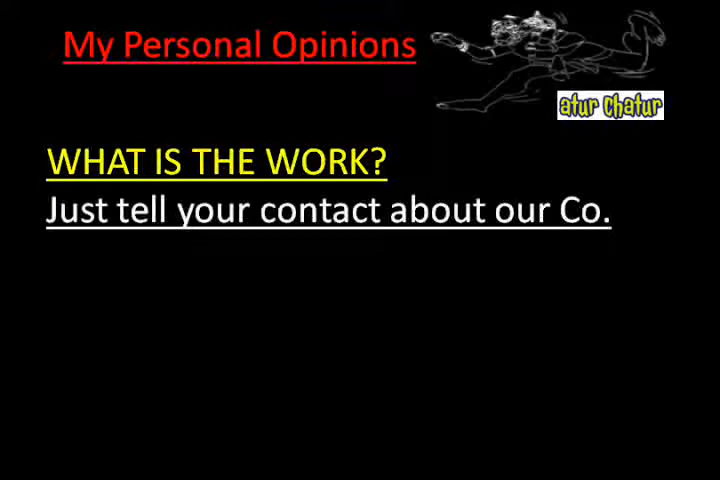 My Personal Opinions
atur Chatur
WHAT IS THE WORK?
Just tell your contact about our Co.